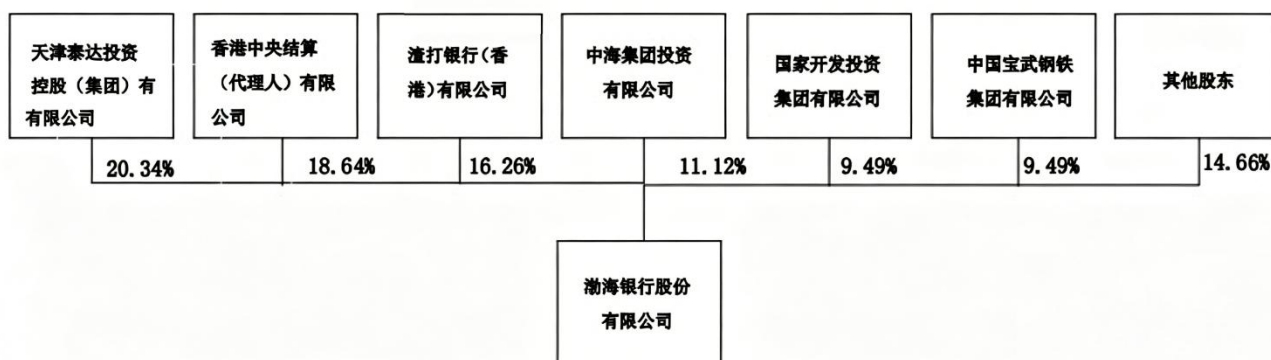 天津泰达投资
控股（集团）有
有限公司
香港中央结算
（代理人）有限
公司
渣打银行（香
港）有限公司
中海集团投资
有限公司
国家开发投资
集团有限公司
中国宝武钢铁
集团有限公司
其他股东
20.34%
18.64%
16.26%
11.12%
9.49%
9.49%
14.66%
渤海银行股份
有限公司